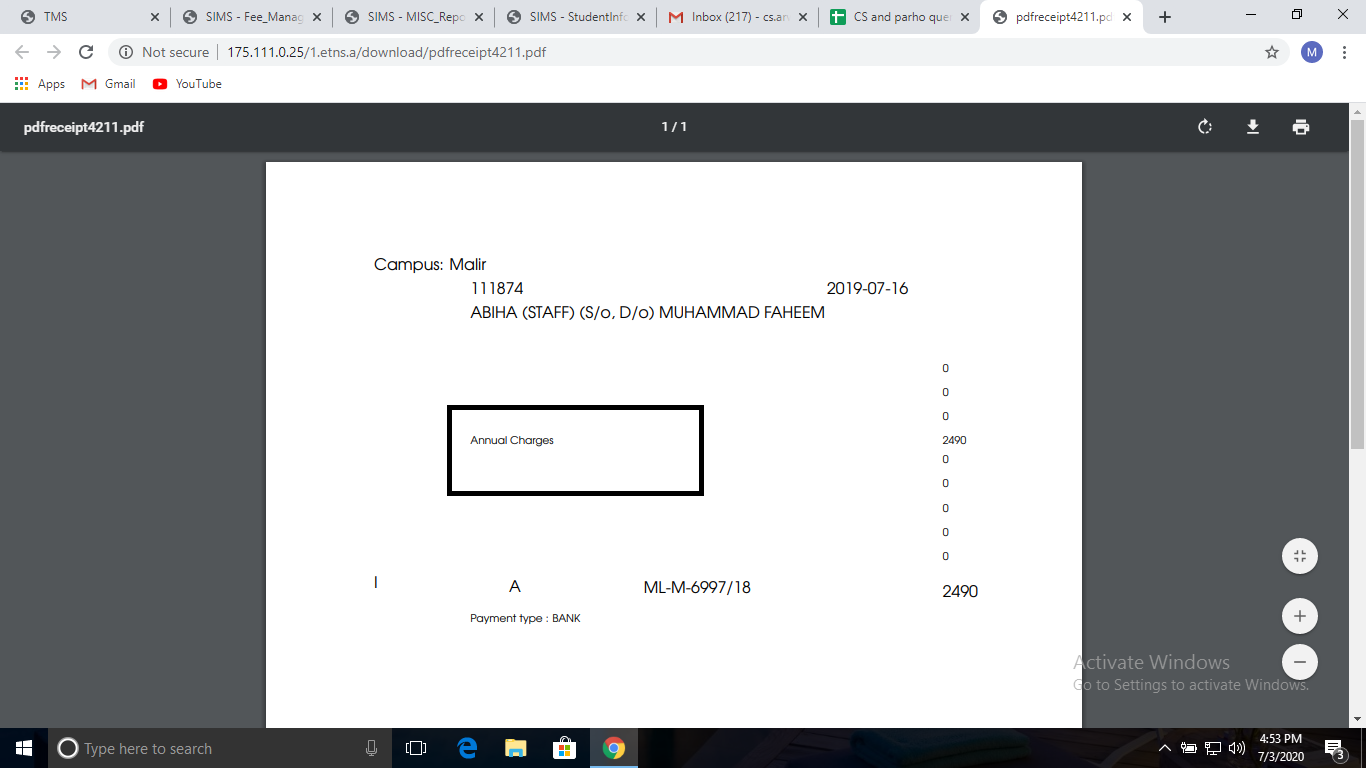 TMS
SIMS - Fee_Manag
SIMS - MISC_Repo
SIMS - StudentInfo
Inbox (217) - cs.an
CS and parho que
pdfreceipt4211.pd
Not secure
175.111.0.25/1.etns.a/download/pdfreceipt4211.pdf
M
Apps
Gmail
YouTube
pdfreceipt4211.pdf
1 / 1
Campus: Malir
111874 2019-07-16
ABIHA (STAFF) (S/o, D/o) MUHAMMAD FAHEEM
0
0
0
Annual Charges 2490
0
0
0
0
0
I A ML-M-6997/18 2490
Payment type : BANK
Activate Windows
Go to Settings to activate Windows.
Type here to search
4:53 PM
7/3/2020
3